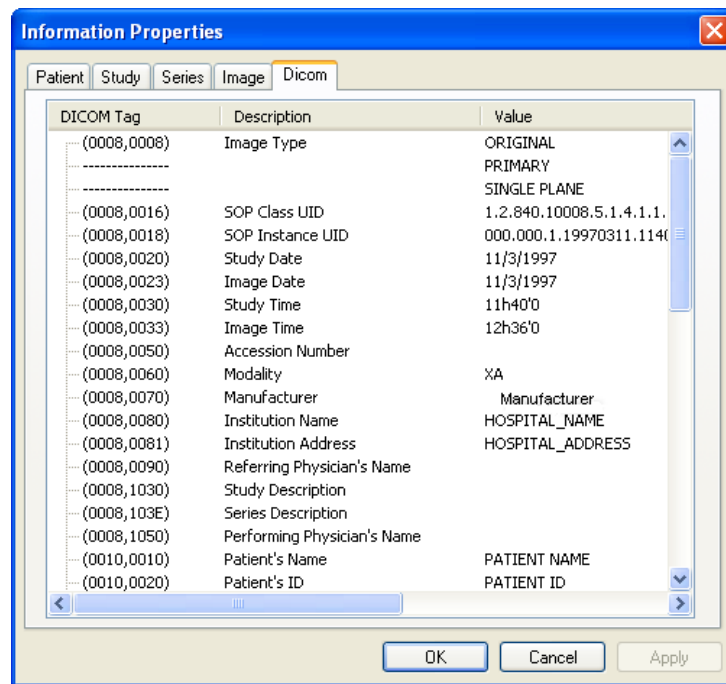 Information Properties
Patient Study Series Image Dicom
DICOM Tag Description Value
(0008,0008) Image Type ORIGINAL
--------------- PRIMARY
--------------- SINGLE PLANE
(0008,0016) SOP Class UID 1.2.840.10008.5.1.4.1.1.
(0008,0018) SOP Instance UID 000.000.1.19970311.1140
(0008,0020) Study Date 11/3/1997
(0008,0023) Image Date 11/3/1997
(0008,0030) Study Time 11h40'0
(0008,0033) Image Time 12h36'0
(0008,0050) Accession Number
(0008,0060) Modality XA
(0008,0070) Manufacturer Manufacturer
(0008,0080) Institution Name HOSPITAL_NAME
(0008,0081) Institution Address HOSPITAL_ADDRESS
(0008,0090) Referring Physician's Name
(0008,1030) Study Description
(0008,103E) Series Description
(0008,1050) Performing Physician's Name
(0010,0010) Patient's Name PATIENT NAME
(0010,0020) Patient's ID PATIENT ID
OK Cancel Apply